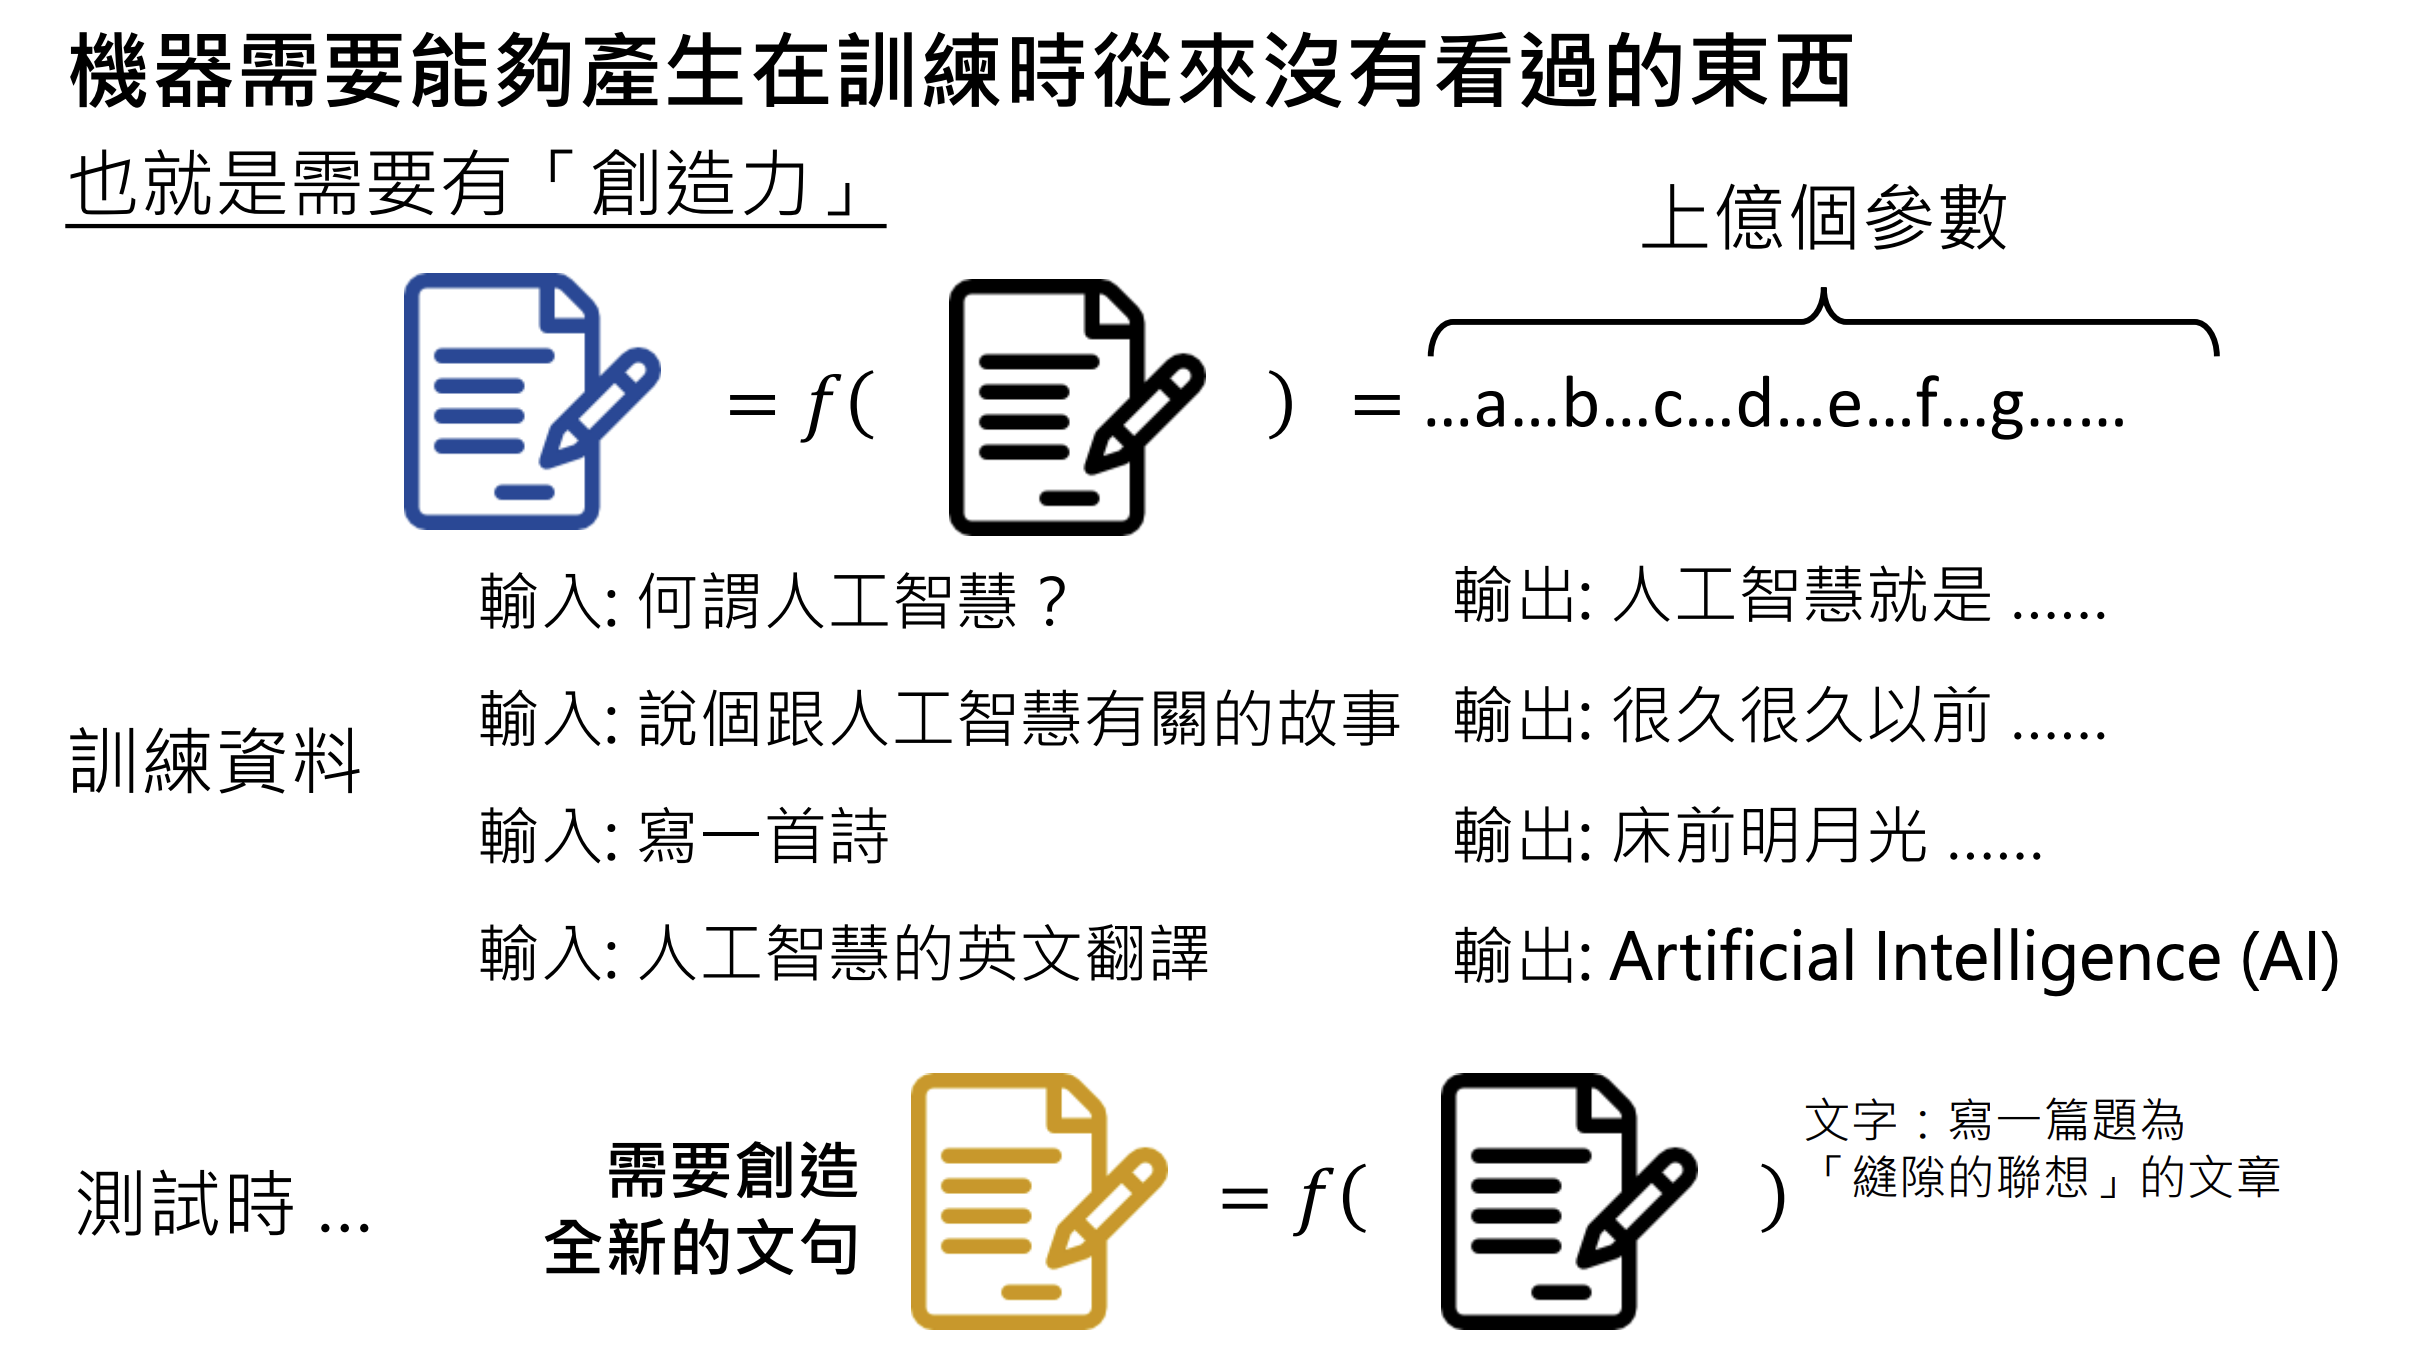 機器需要能夠產生在訓練時從來沒有看過的東西
也就是需要有「創造力」
上億個參數
= f( ) = …a…b…c…d…e…f…g……
訓練資料
輸入: 何謂人工智慧？ 輸出: 人工智慧就是 ……
輸入: 說個跟人工智慧有關的故事 輸出: 很久很久以前 ……
輸入: 寫一首詩 輸出: 床前明月光 ……
輸入: 人工智慧的英文翻譯 輸出: Artificial Intelligence (AI)
測試時 …
需要創造
全新的文句
= f( )
文字：寫一篇題為
「縫隙的聯想」的文章